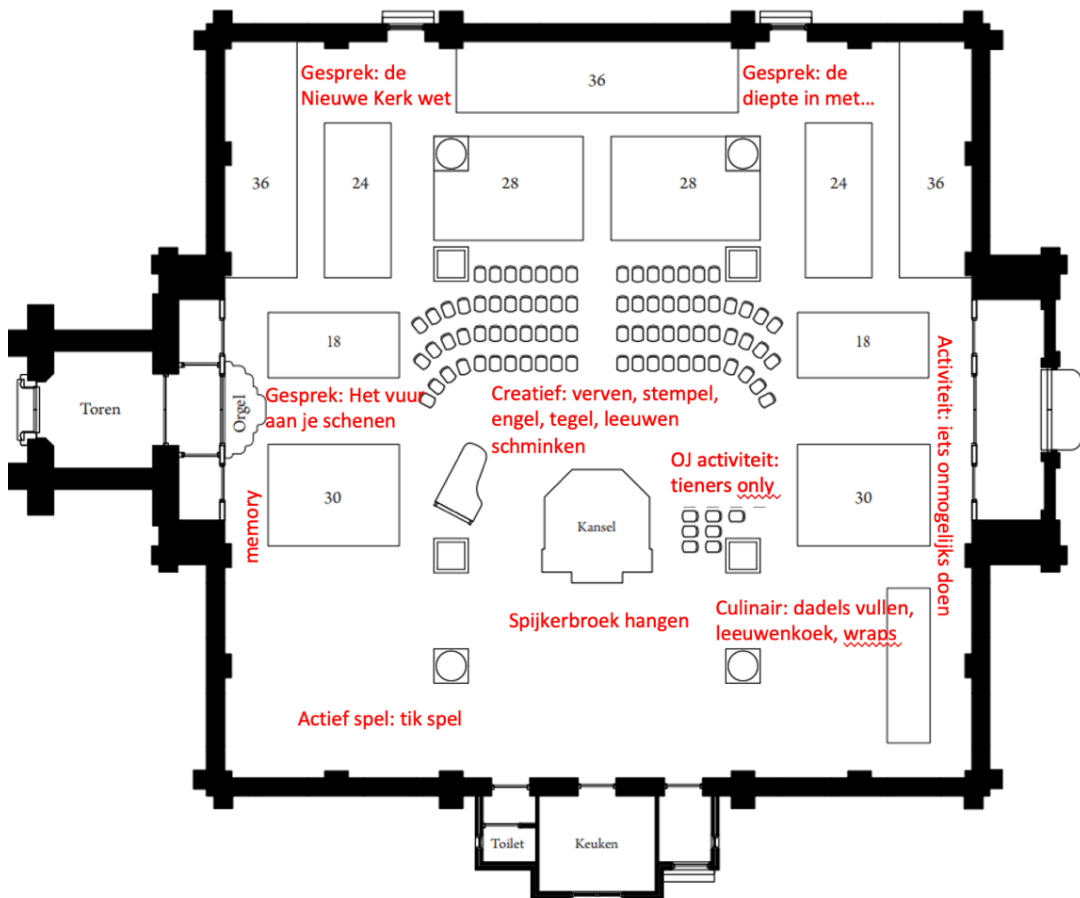 Gesprek: de
Nieuwe Kerk wet
36
Gesprek: de
diepte in met...
36
24
28
28
24
36
18
18
Toren
Orgel
Gesprek: Het vuur
aan je schenen
Creatief: verven, stempel,
engel, tegel, leeuwen
schminken
Activiteit: iets onmogelijks doen
OJ activiteit:
tieners only
memory
30
Kansel
30
Spijkerbroek hangen
Culinair: dadels vullen,
leeuwenkoek, wraps
Actief spel: tik spel
Toilet
Keuken